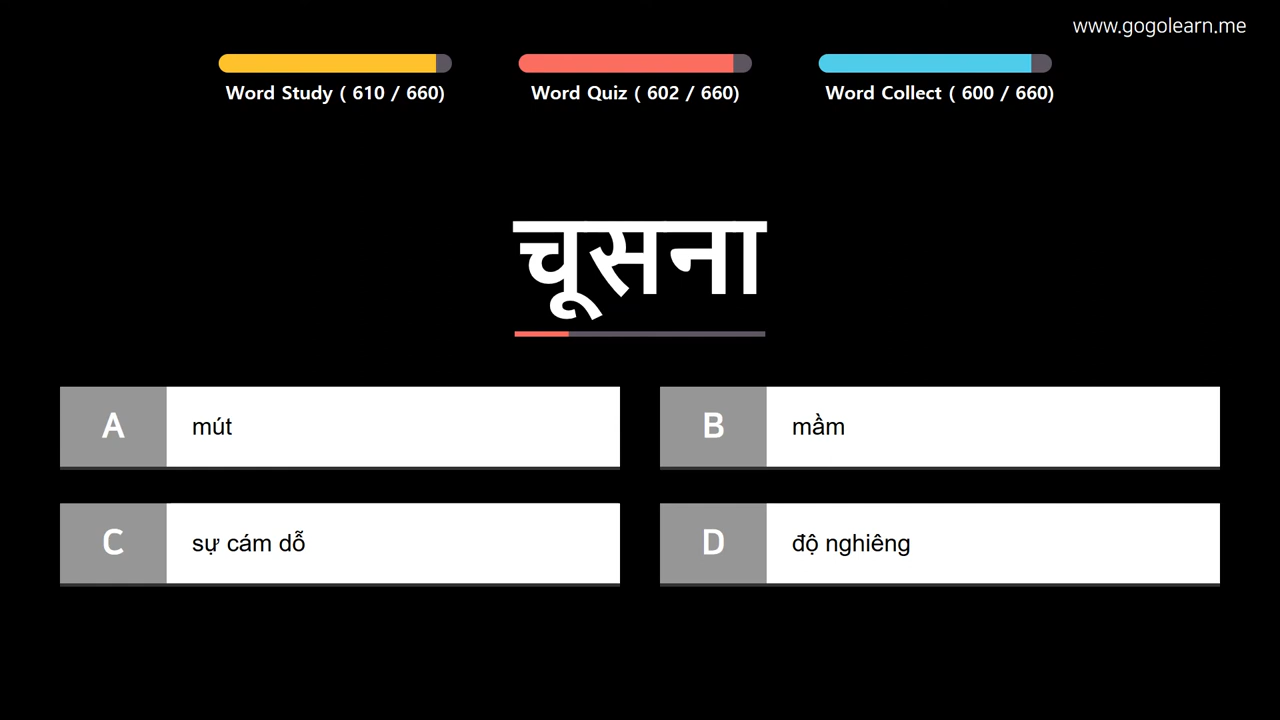 www.gogolearn.me
Word Study ( 610 / 660)
Word Quiz ( 602 / 660)
Word Collect ( 600 / 660)
चूसना
A mút
B mầm
C sự cám dỗ
D độ nghiêng